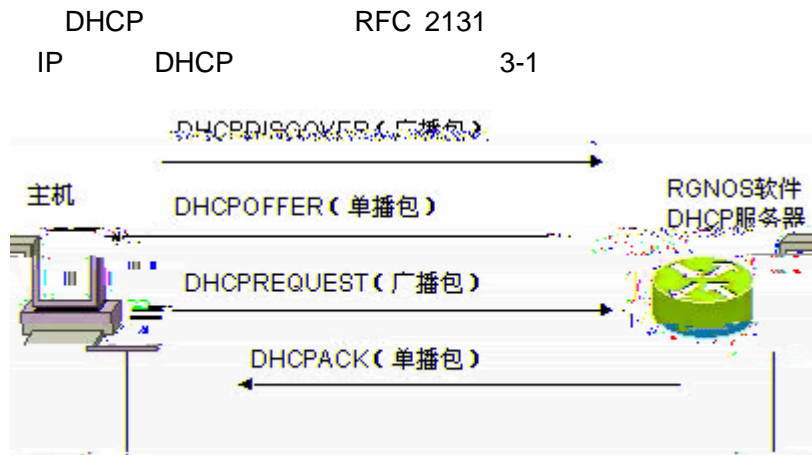 DHCP RFC 2131
IP DHCP 3-1
DHCPDISCOVER（广播包）
主机
DHCPOFFER（单播包）
RGNOS软件
DHCP服务器
DHCPREQUEST（广播包）
DHCPACK（单播包）